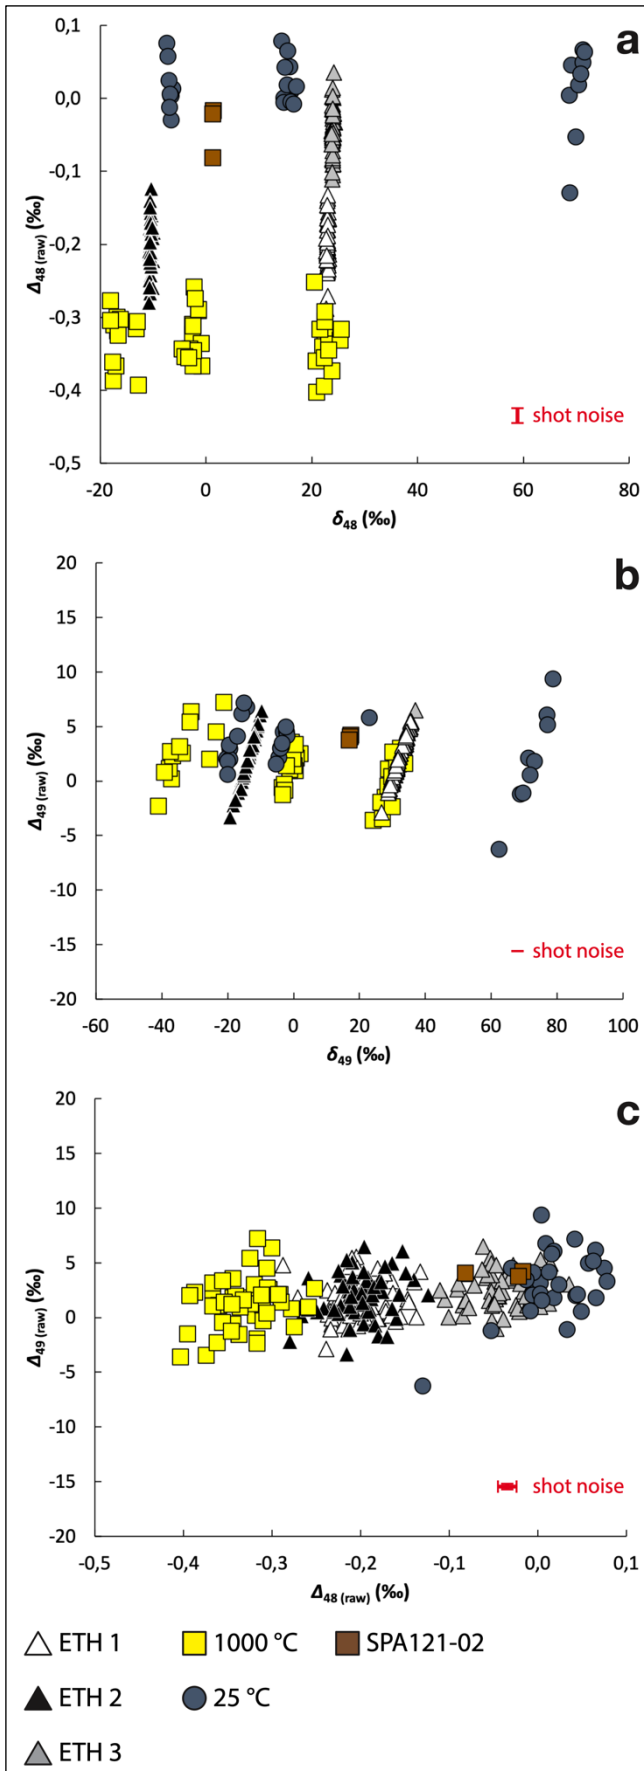 a
0,1
0,0
-0,1
-0,2
-0,3
-0,4
-0,5
Δ48 (raw) (‰)
shot noise
-20 0 20 40 60 80
δ48 (‰)
b
20
15
10
5
0
-5
-10
-15
-20
Δ49 (raw) (‰)
shot noise
-60 -40 -20 0 20 40 60 80 100
δ49 (‰)
c
20
15
10
5
0
-5
-10
-15
-20
Δ49 (raw) (‰)
shot noise
-0,5 -0,4 -0,3 -0,2 -0,1 0,0 0,1
Δ48 (raw) (‰)
ETH 1 1000 °C SPA121-02
ETH 2 25 °C
ETH 3